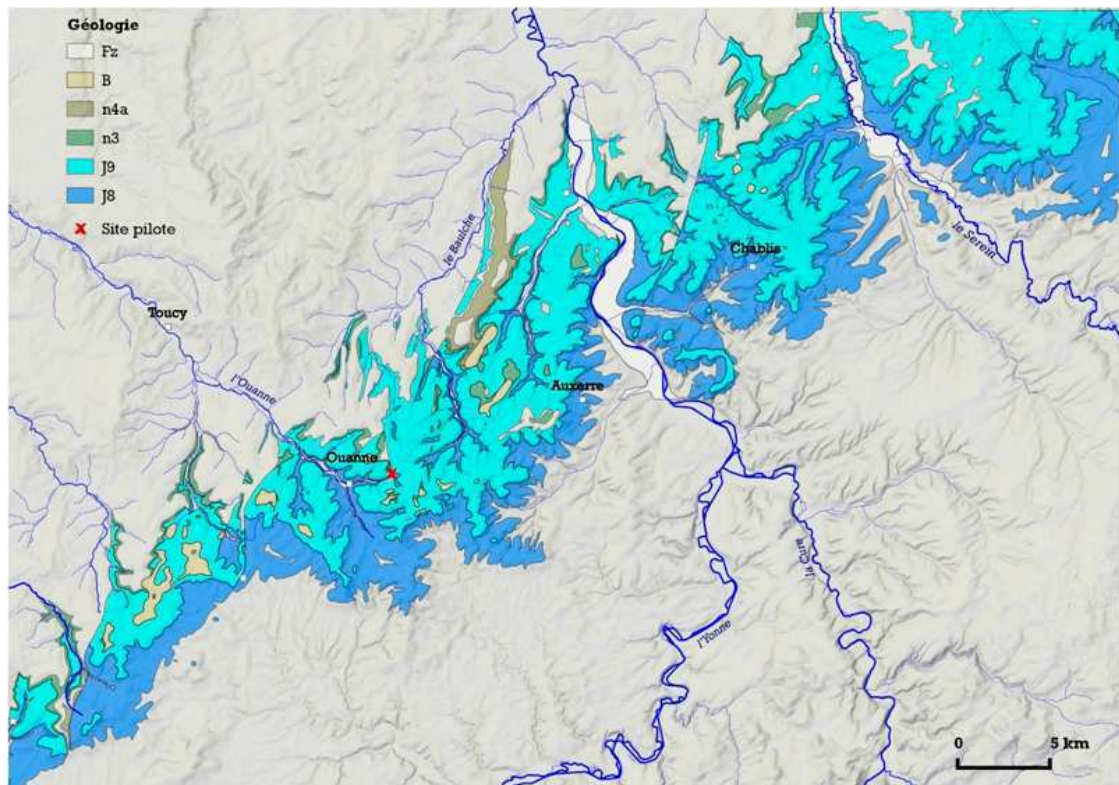 Géologie
Fz
B
n4a
n3
J9
J8
Site pilote
le Baulche
Chablis
le Serein
Toucy
l'Ouanne
Auxerre
Ouanne
la Cure
l'Yonne
0 5 km